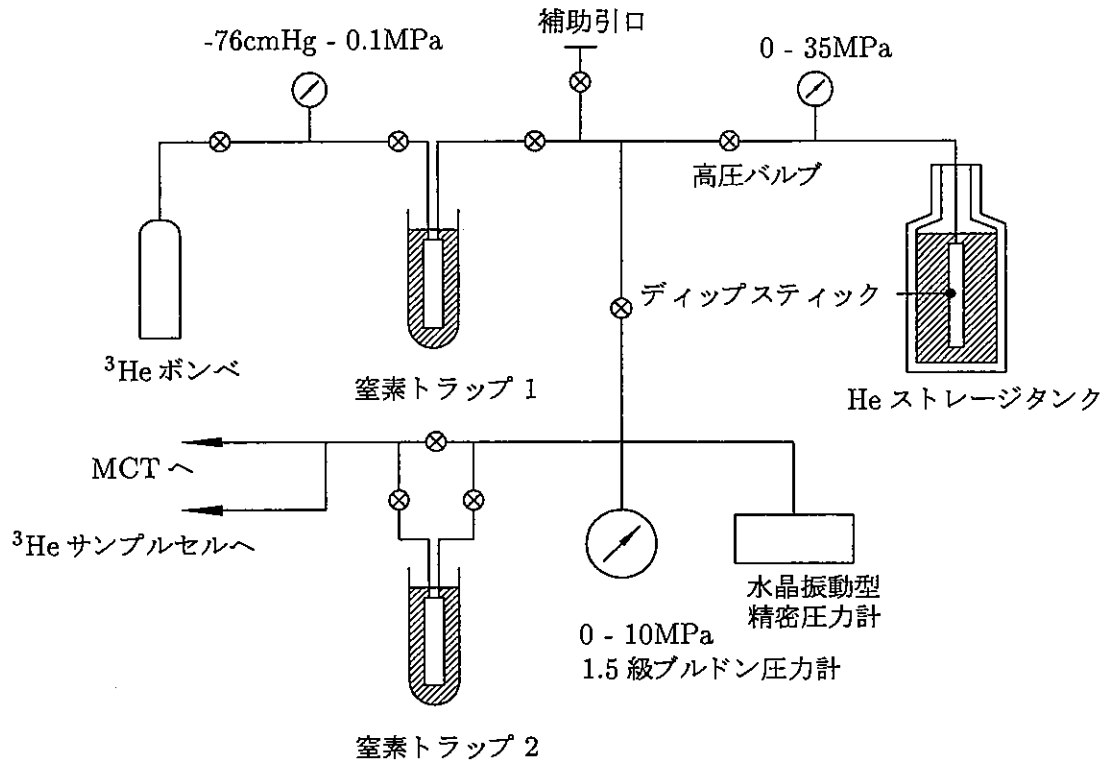 補助引口
-76cmHg - 0.1MPa
0 - 35MPa
高圧バルブ
ディップスティック
³He ボンベ
窒素トラップ 1
He ストレージタンク
MCT へ
³He サンプルセルへ
水晶振動型
精密圧力計
0 - 10MPa
1.5 級ブルドン圧力計
窒素トラップ 2